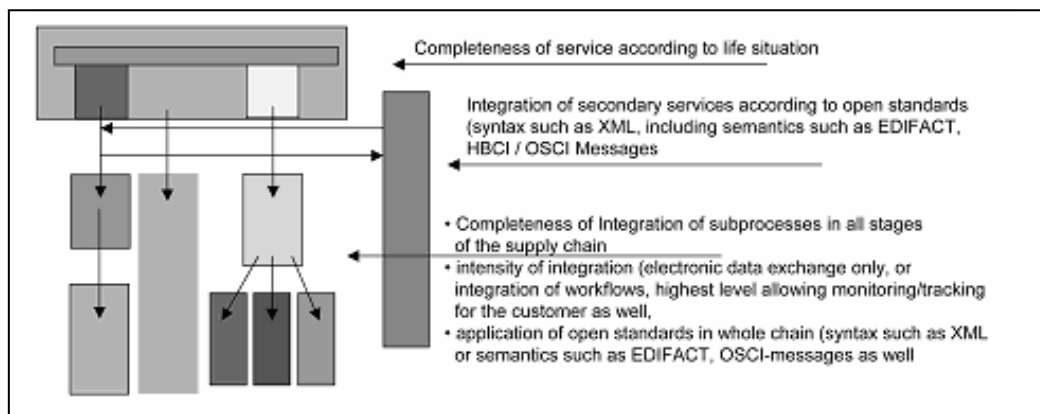 Completeness of service according to life situation
Integration of secondary services according to open standards
(syntax such as XML, including semantics such as EDIFACT,
HBCI / OSCI Messages
• Completeness of Integration of subprocesses in all stages
of the supply chain
• intensity of integration (electronic data exchange only, or
integration of workflows, highest level allowing monitoring/tracking
for the customer as well,
• application of open standards in whole chain (syntax such as XML
or semantics such as EDIFACT, OSCI-messages as well